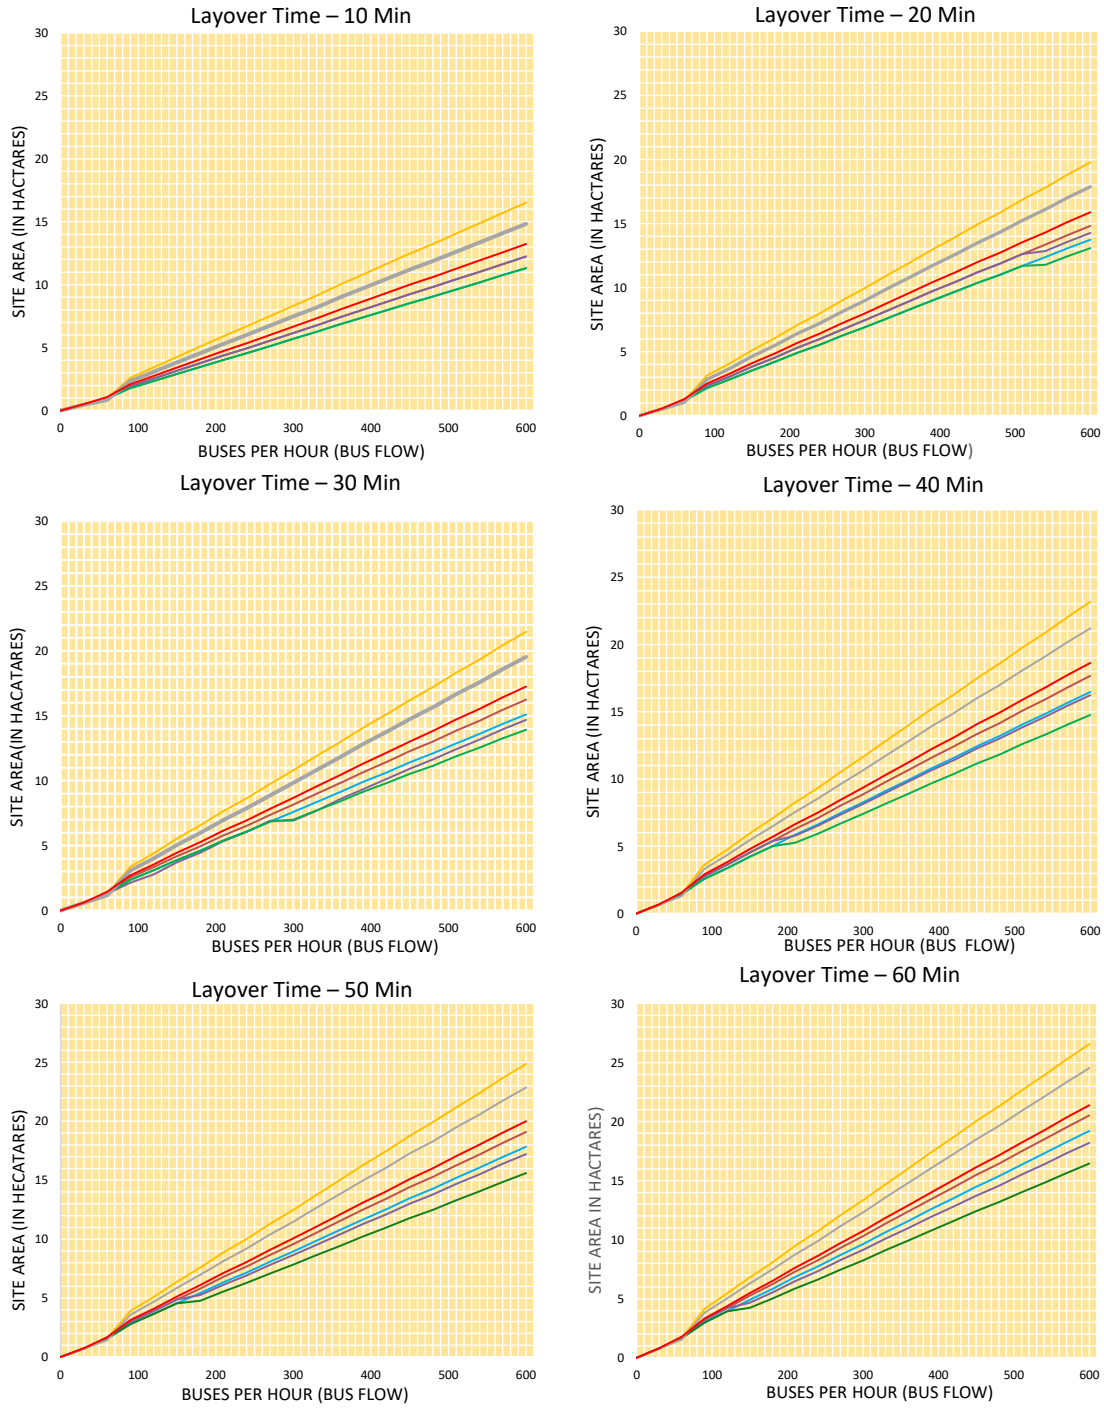 Layover Time – 10 Min
30
25
20
15
10
5
0
SITE AREA (IN HACTARES)
0 100 200 300 400 500 600
BUSES PER HOUR (BUS FLOW)
Layover Time – 20 Min
30
25
20
15
10
5
0
SITE AREA (IN HACTARES)
0 100 200 300 400 500 600
BUSES PER HOUR (BUS FLOW)
Layover Time – 30 Min
30
25
20
15
10
5
0
SITE AREA(IN HACATARES)
0 100 200 300 400 500 600
BUSES PER HOUR (BUS FLOW)
Layover Time – 40 Min
30
25
20
15
10
5
0
SITE AREA (IN HACTARES)
0 100 200 300 400 500 600
BUSES PER HOUR (BUS FLOW)
Layover Time – 50 Min
30
25
20
15
10
5
0
SITE AREA (IN HECATARES)
0 100 200 300 400 500 600
BUSES PER HOUR (BUS FLOW)
Layover Time – 60 Min
30
25
20
15
10
5
0
SITE AREA IN HACTARES)
0 100 200 300 400 500 600
BUSES PER HOUR (BUS FLOW)